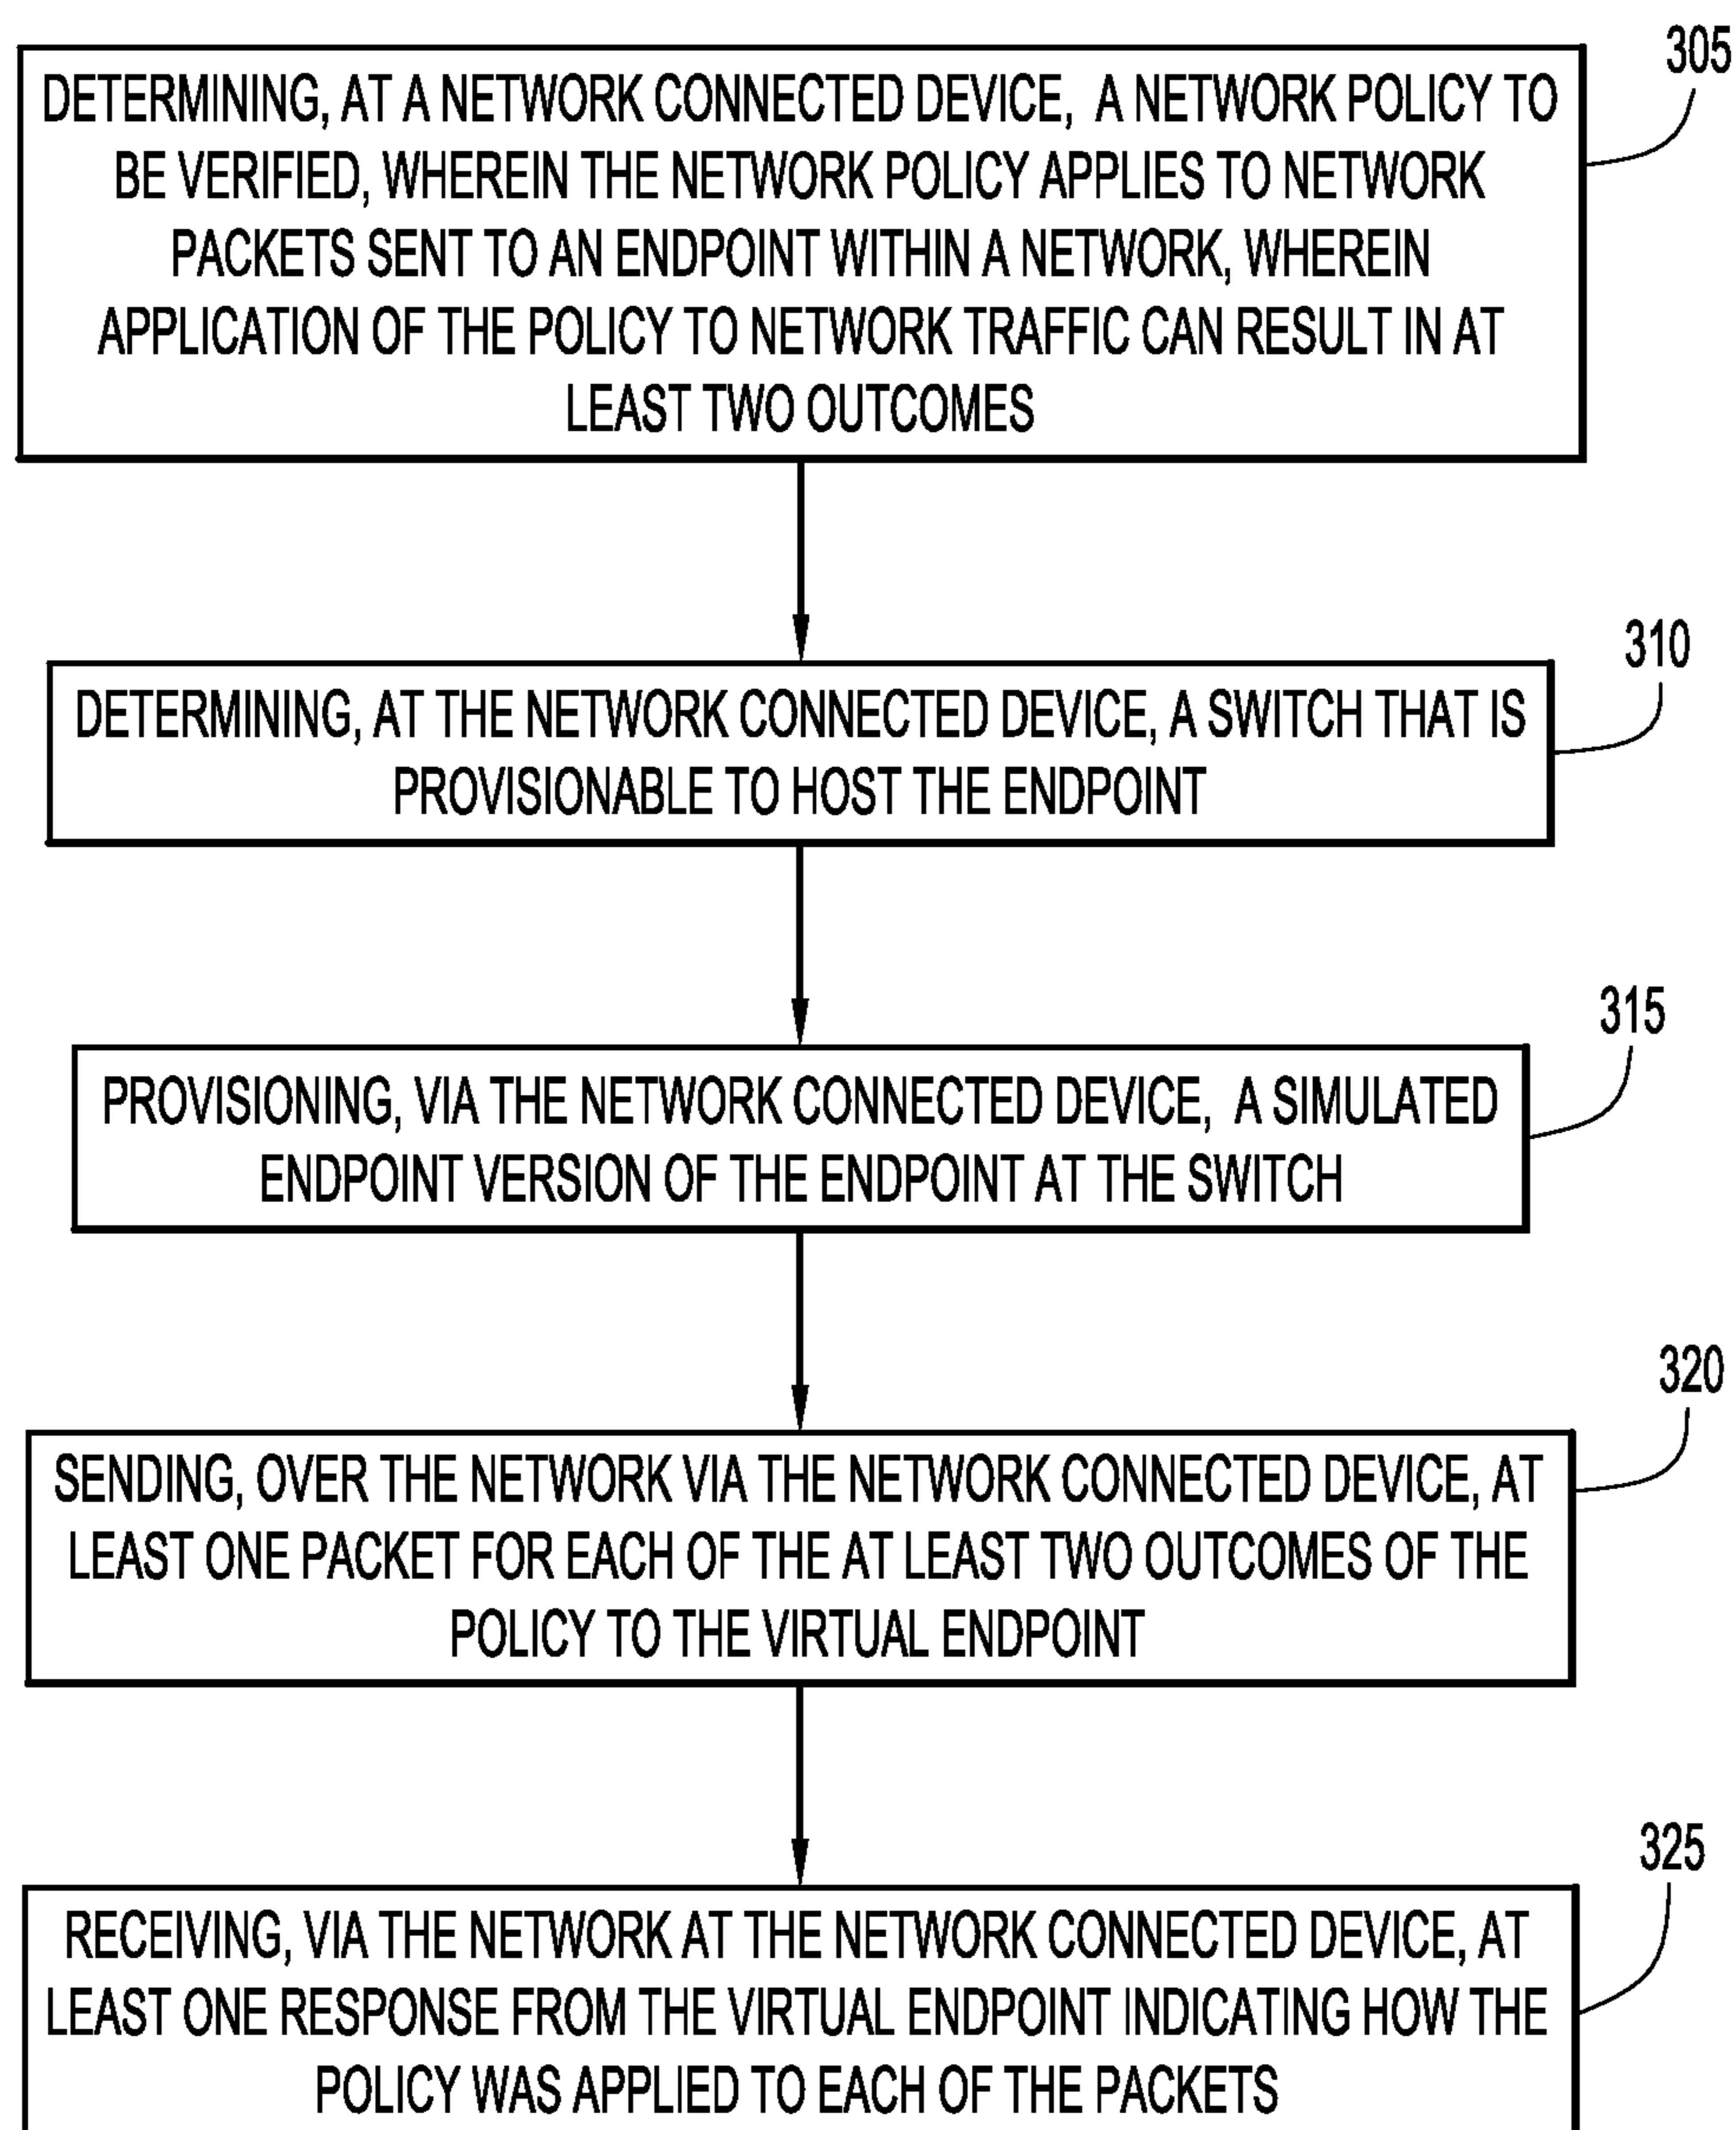 305
DETERMINING, AT A NETWORK CONNECTED DEVICE, A NETWORK POLICY TO
BE VERIFIED, WHEREIN THE NETWORK POLICY APPLIES TO NETWORK
PACKETS SENT TO AN ENDPOINT WITHIN A NETWORK, WHEREIN
APPLICATION OF THE POLICY TO NETWORK TRAFFIC CAN RESULT IN AT
LEAST TWO OUTCOMES
310
DETERMINING, AT THE NETWORK CONNECTED DEVICE, A SWITCH THAT IS
PROVISIONABLE TO HOST THE ENDPOINT
315
PROVISIONING, VIA THE NETWORK CONNECTED DEVICE, A SIMULATED
ENDPOINT VERSION OF THE ENDPOINT AT THE SWITCH
320
SENDING, OVER THE NETWORK VIA THE NETWORK CONNECTED DEVICE, AT
LEAST ONE PACKET FOR EACH OF THE AT LEAST TWO OUTCOMES OF THE
POLICY TO THE VIRTUAL ENDPOINT
325
RECEIVING, VIA THE NETWORK AT THE NETWORK CONNECTED DEVICE, AT
LEAST ONE RESPONSE FROM THE VIRTUAL ENDPOINT INDICATING HOW THE
POLICY WAS APPLIED TO EACH OF THE PACKETS